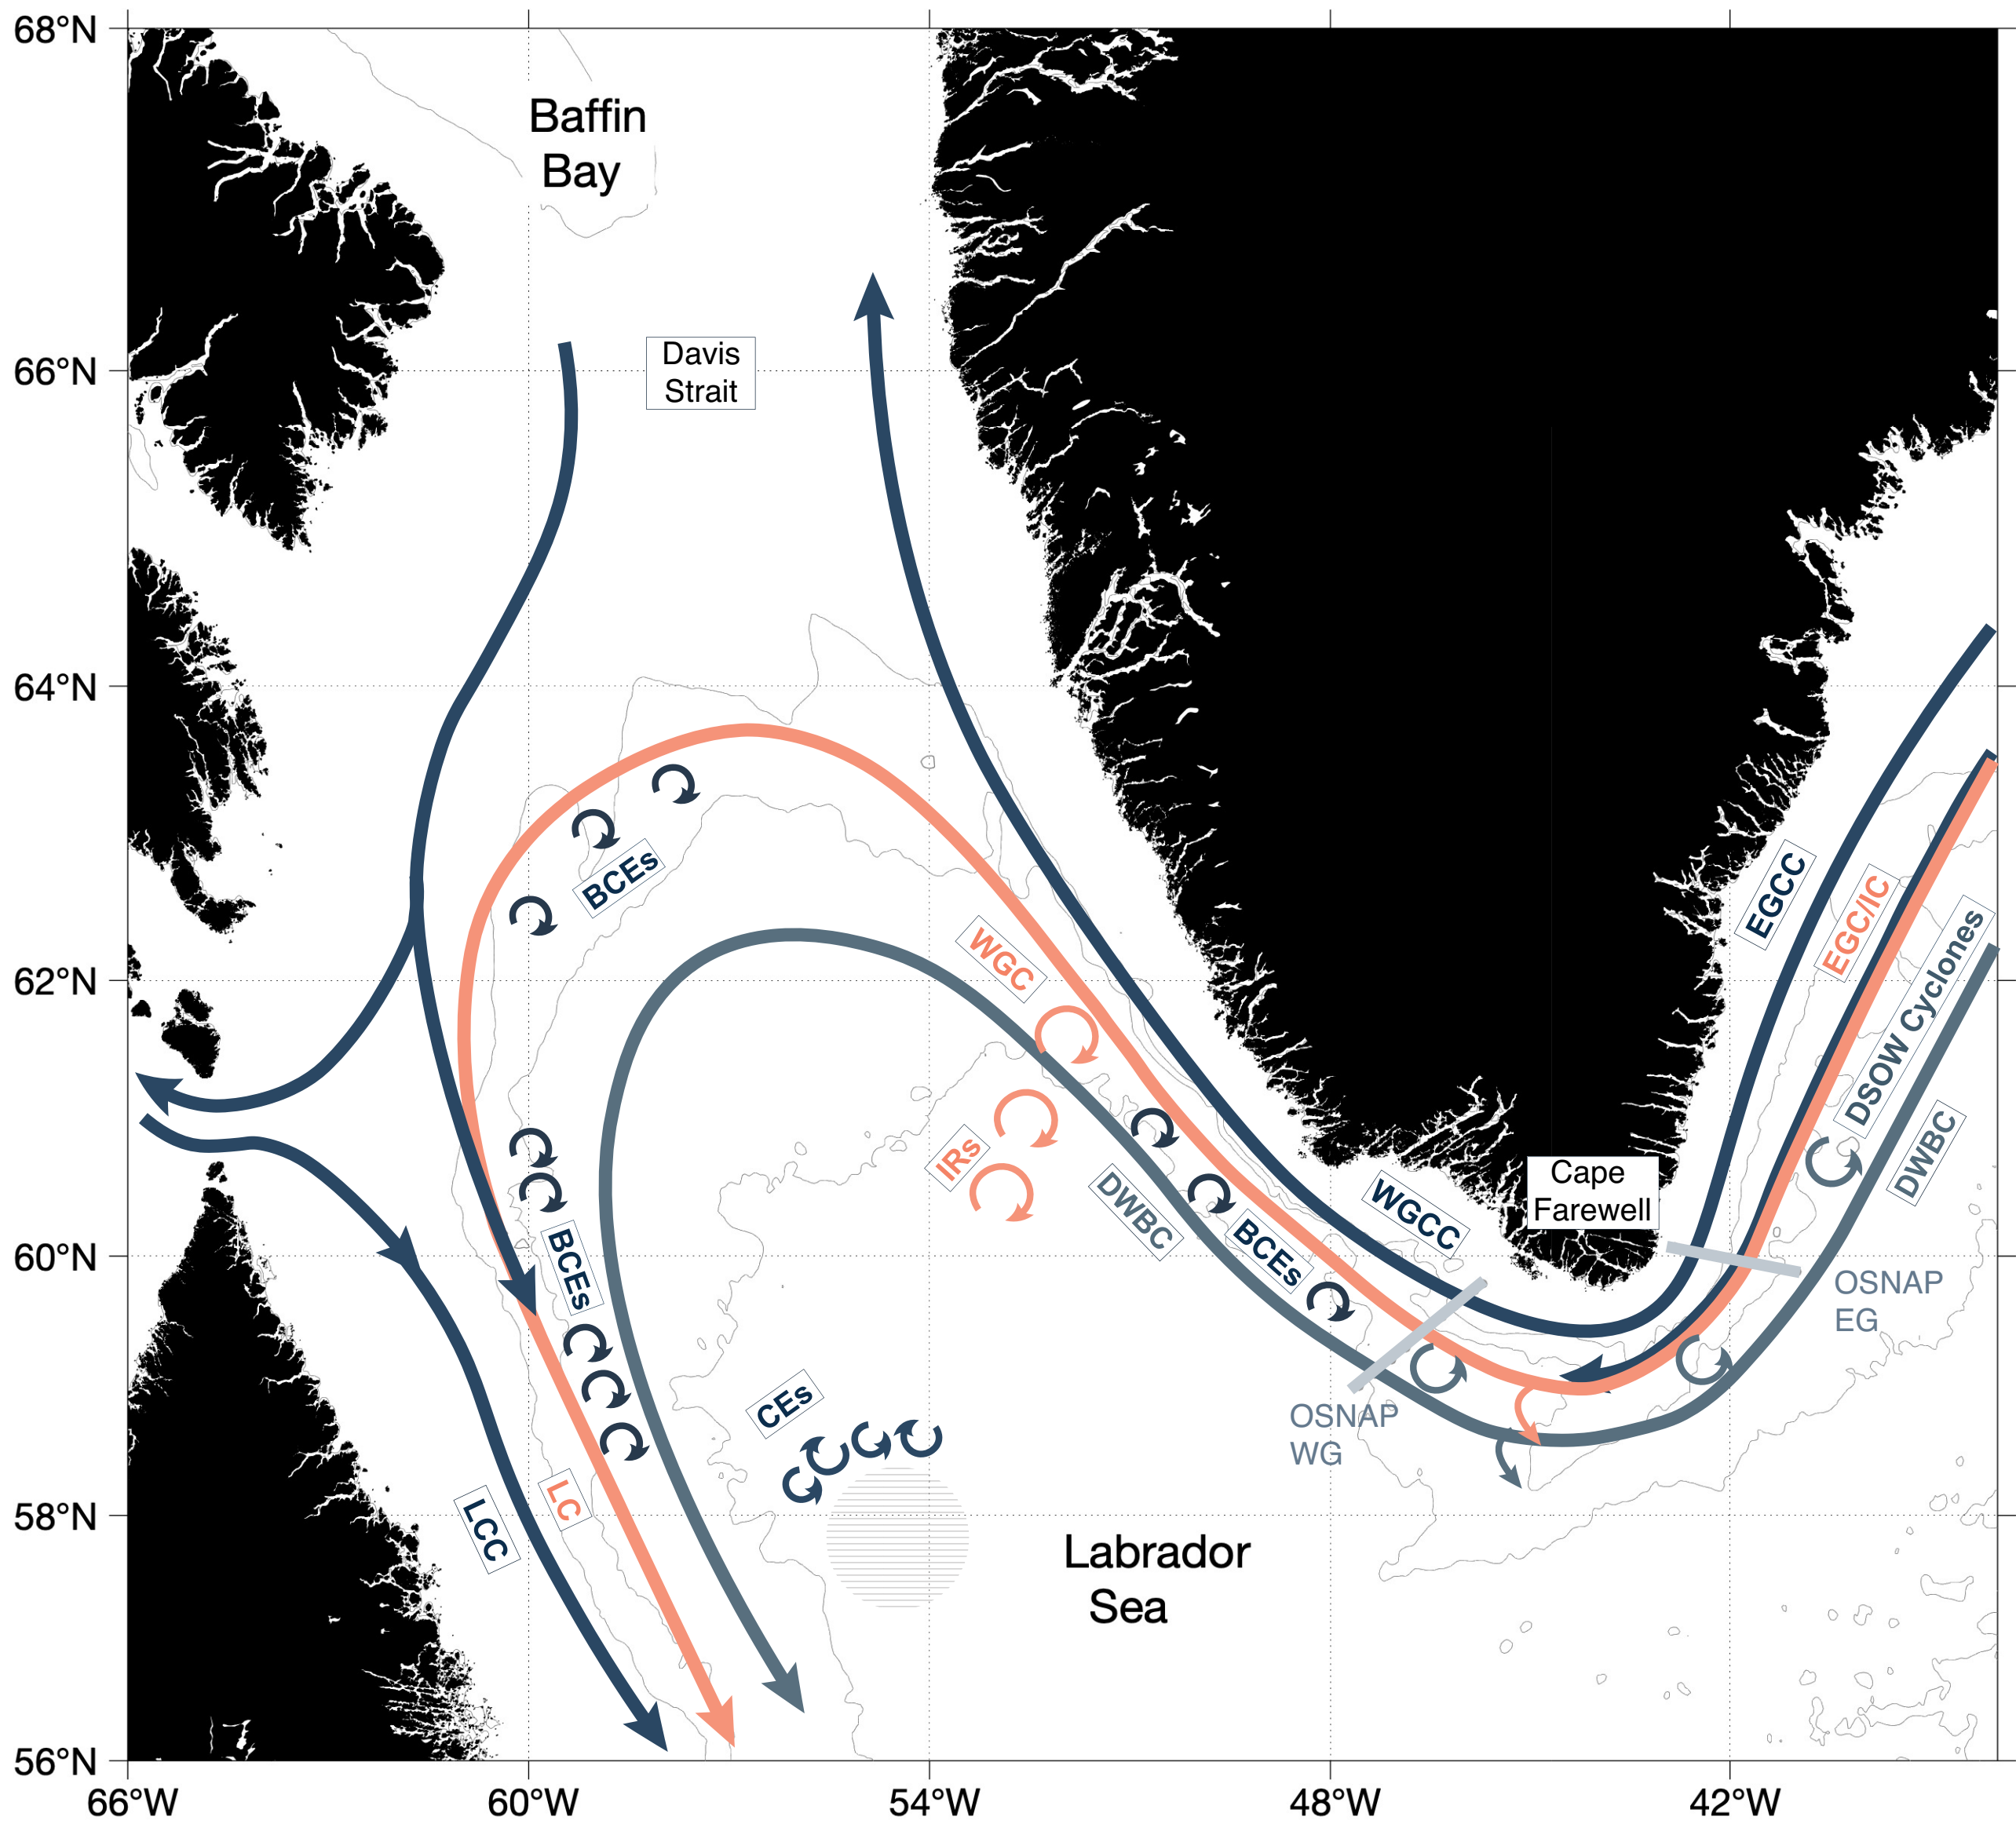 68°N
Baffin
Bay
Davis
Strait
66°N
64°N
BCEs
EGCC
EGC/IC
WGC
DSOW Cyclones
62°N
IRs
DWBC
DWBC
WGCC
Cape
Farewell
BCEs
BCEs
60°N
OSNAP
EG
CEs
OSNAP
WG
LC
LCC
58°N
Labrador
Sea
56°N
66°W
60°W
54°W
48°W
42°W